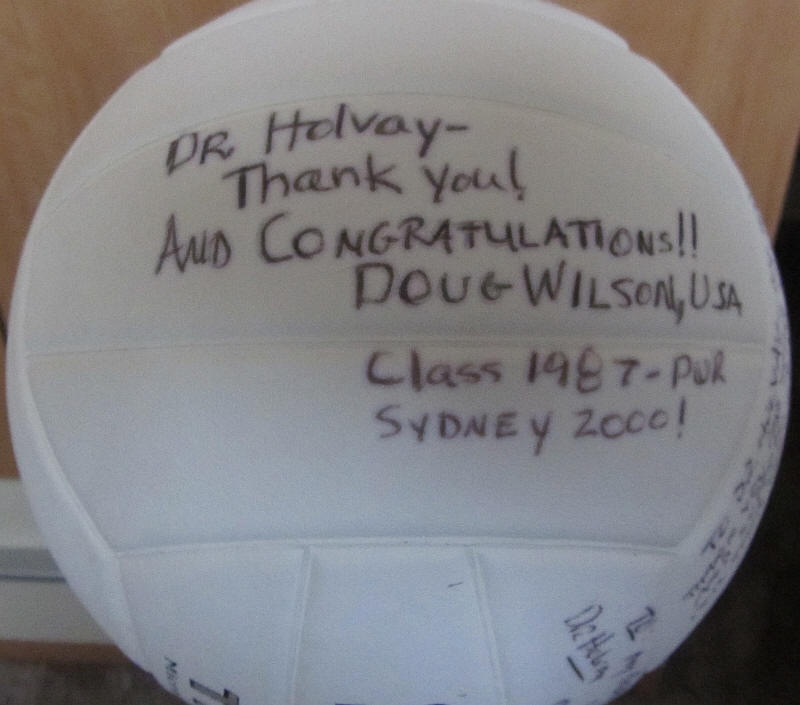 DR Holvay-
Thank you!
AND CONGRATULATIONS!!
DOUG WILSON, USA
Class 1987-PUR
SYDNEY 2000!